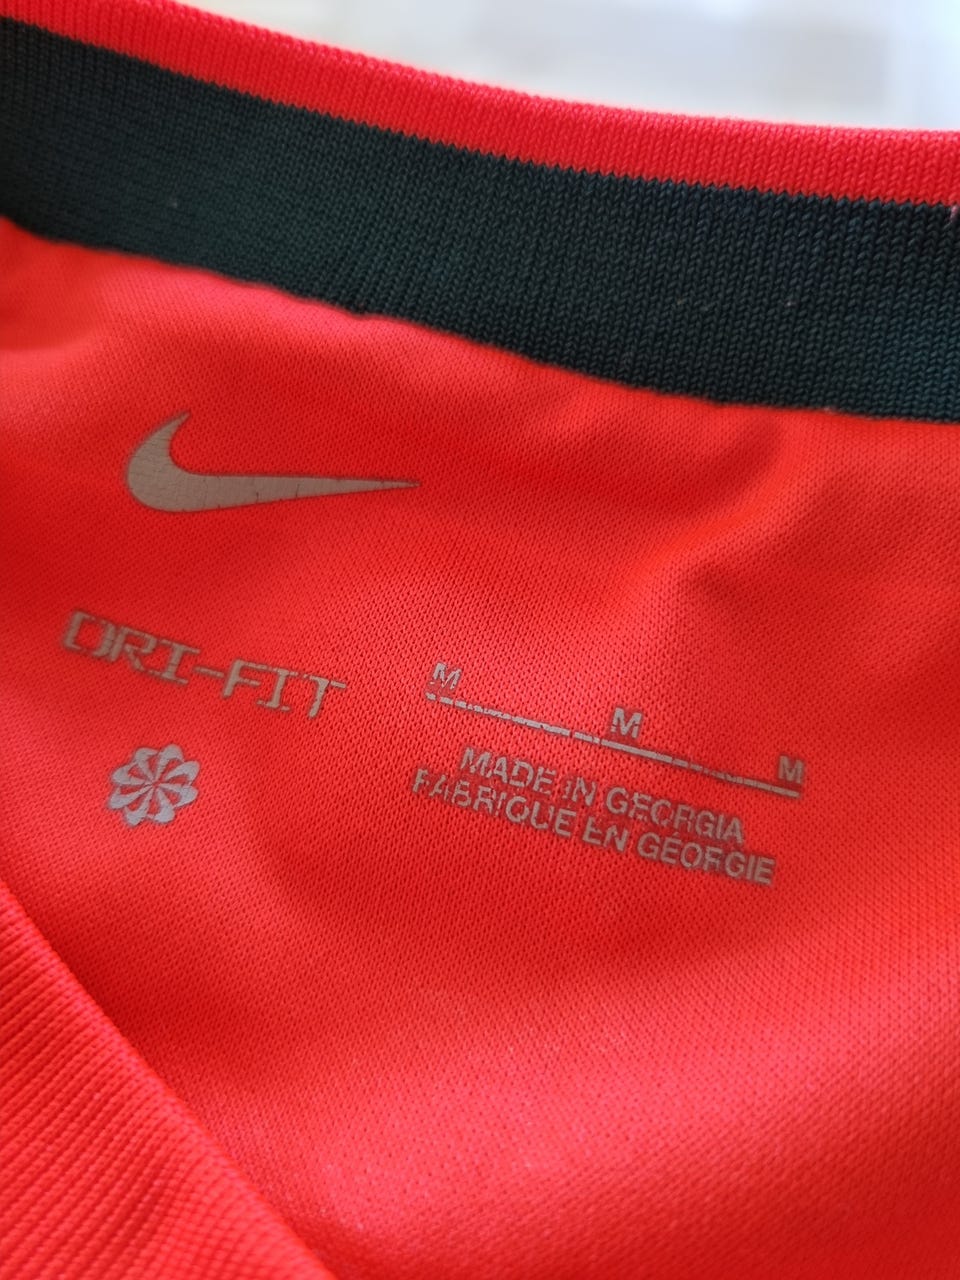 DRI-FIT
M M M
MADE IN GEORGIA
FABRIQUE EN GEORGIE